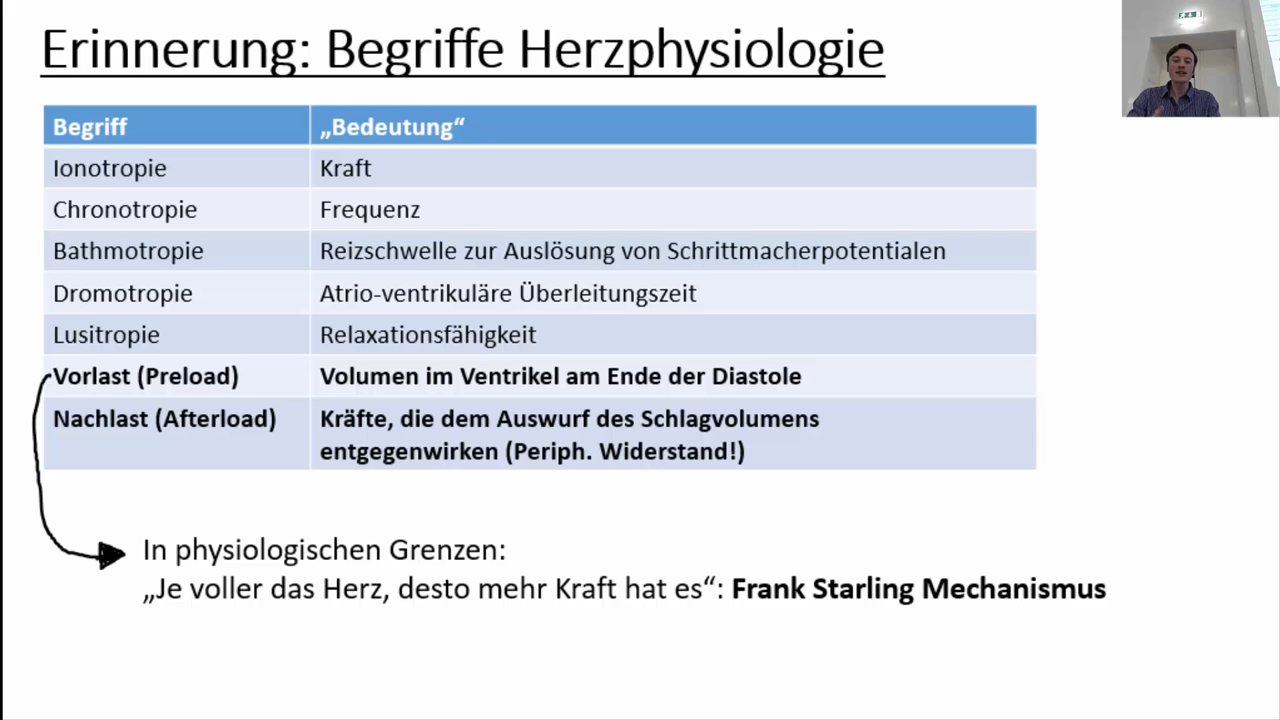 Erinnerung: Begriffe Herzphysiologie
Begriff
„Bedeutung“
Ionotropie
Kraft
Chronotropie
Frequenz
Bathmotropie
Reizschwelle zur Auslösung von Schrittmacherpotentialen
Dromotropie
Atrio-ventrikuläre Überleitungszeit
Lusitropie
Relaxationsfähigkeit
Vorlast (Preload)
Volumen im Ventrikel am Ende der Diastole
Nachlast (Afterload)
Kräfte, die dem Auswurf des Schlagvolumens
entgegenwirken (Periph. Widerstand!)
In physiologischen Grenzen:
„Je voller das Herz, desto mehr Kraft hat es“: Frank Starling Mechanismus